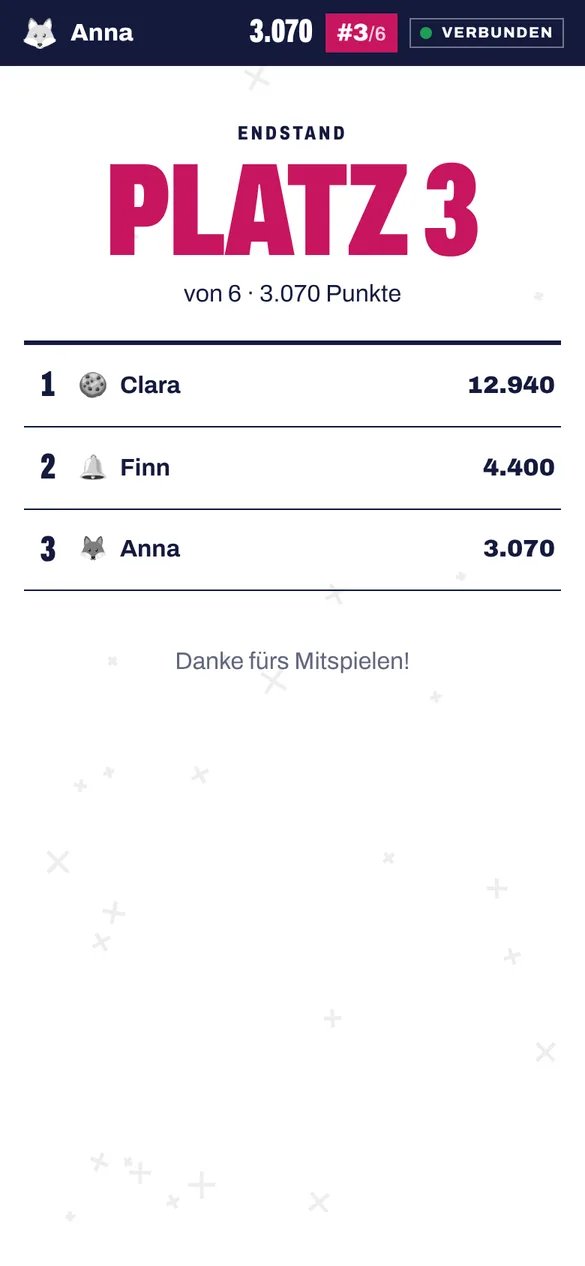 Anna 3.070 #3/6 VERBUNDEN
ENDSTAND
PLATZ 3
von 6 · 3.070 Punkte
1 Clara 12.940
2 Finn 4.400
3 Anna 3.070
Danke fürs Mitspielen!